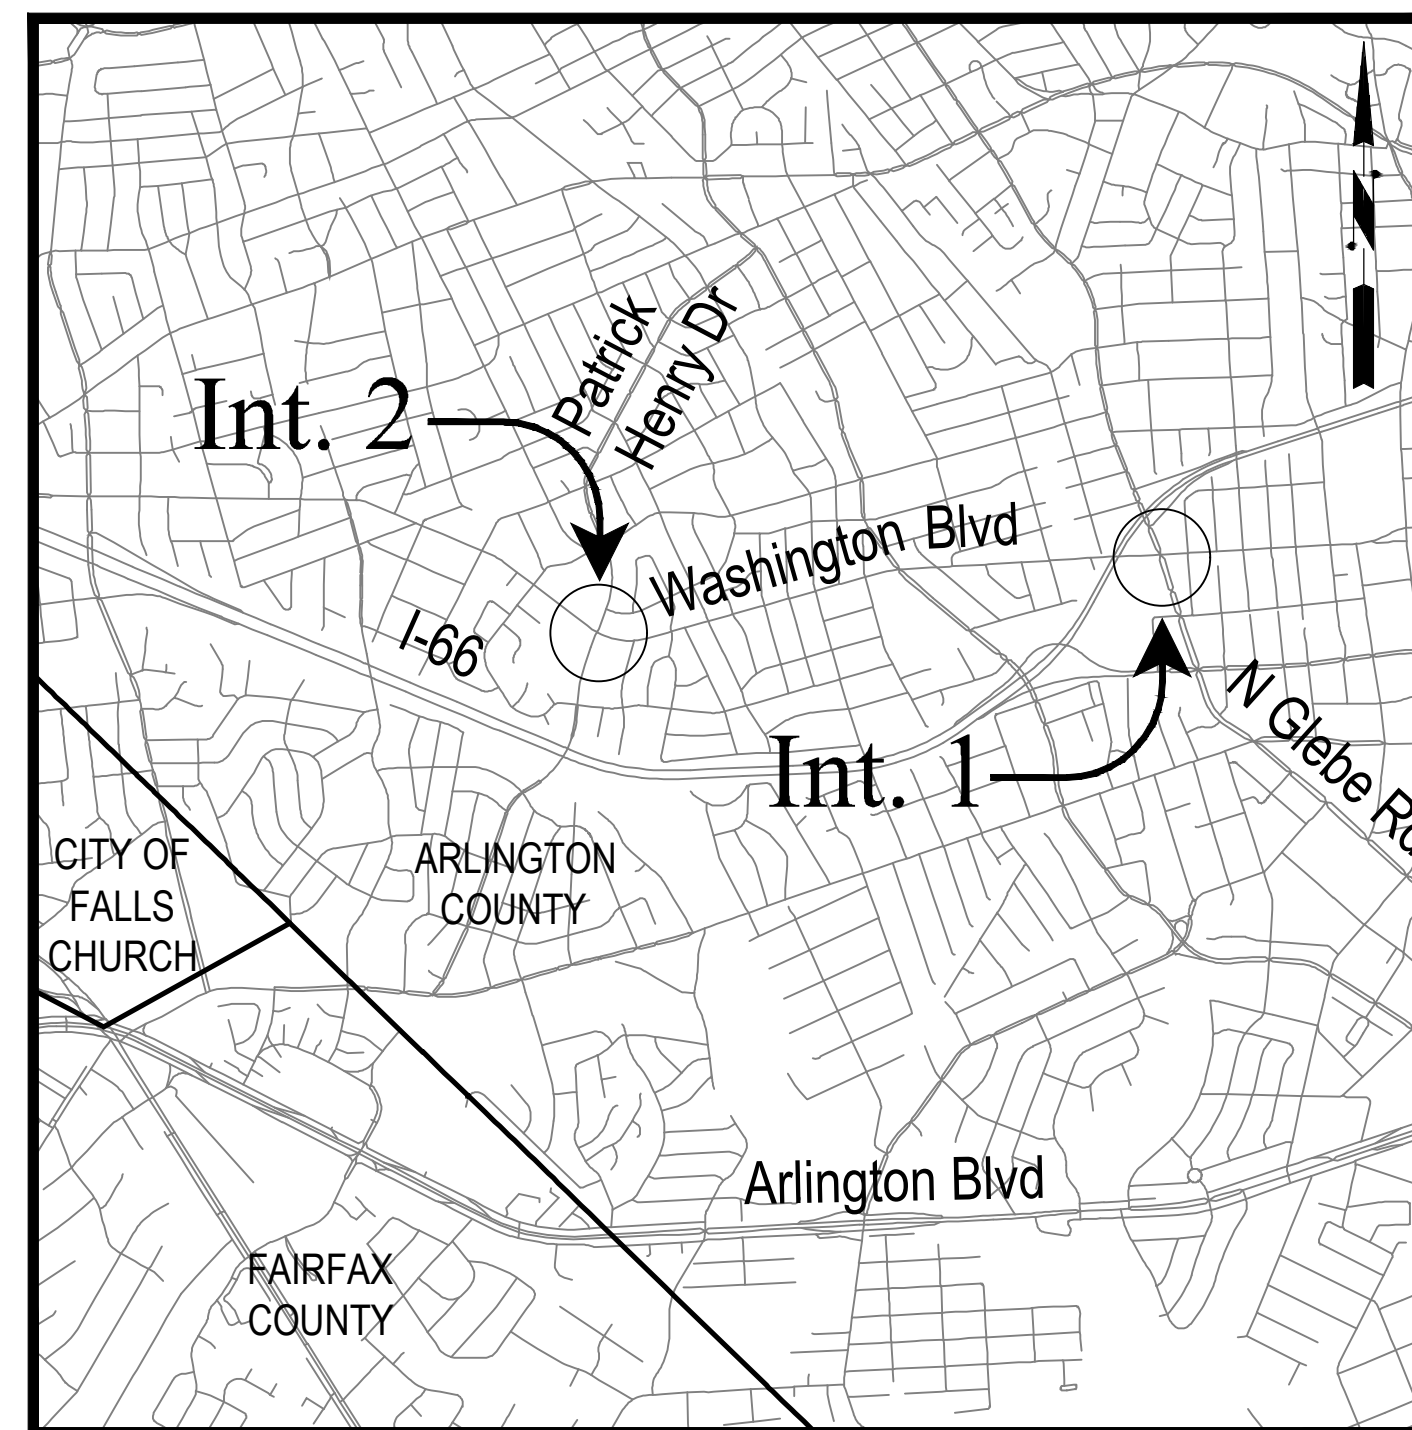 Patrick
Henry Dr
Int. 2
Washington Blvd
I-66
N Glebe Rd
Int. 1
CITY OF
FALLS
CHURCH
ARLINGTON
COUNTY
Arlington Blvd
FAIRFAX
COUNTY
N